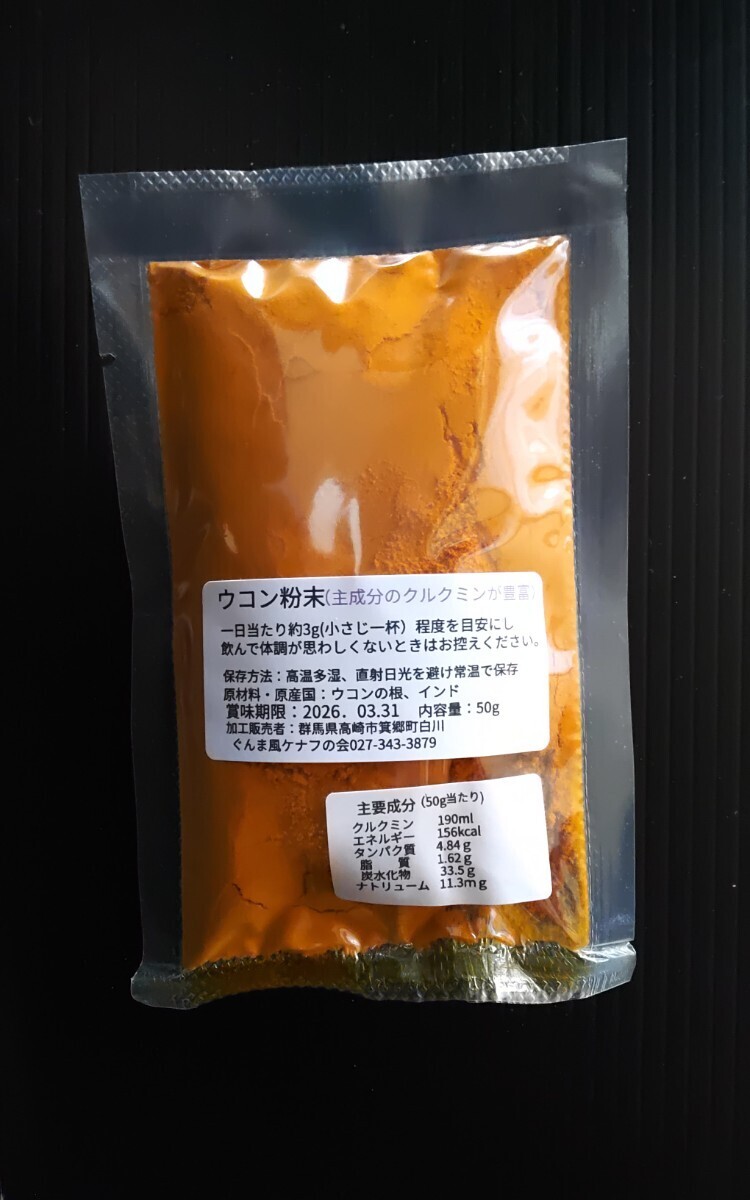 ウコン粉末(主成分のクルクミンが豊富)
一日当たり約3g(小さじ一杯）程度を目安にし
飲んで体調が思わしくないときはお控えください。
保存方法：高温多湿、直射日光を避け常温で保存
原材料・原産国：ウコンの根、インド
賞味期限：2026．03.31　内容量：50g
加工販売者：群馬県高崎市箕郷町白川
ぐんま風ケナフの会027-343-3879
主要成分（50g当たり)
クルクミン　190ml
エネルギー　156kcal
タンパク質　4.84ｇ
脂　　質　1.62ｇ
炭水化物　33.5ｇ
ナトリューム　11.3mｇ